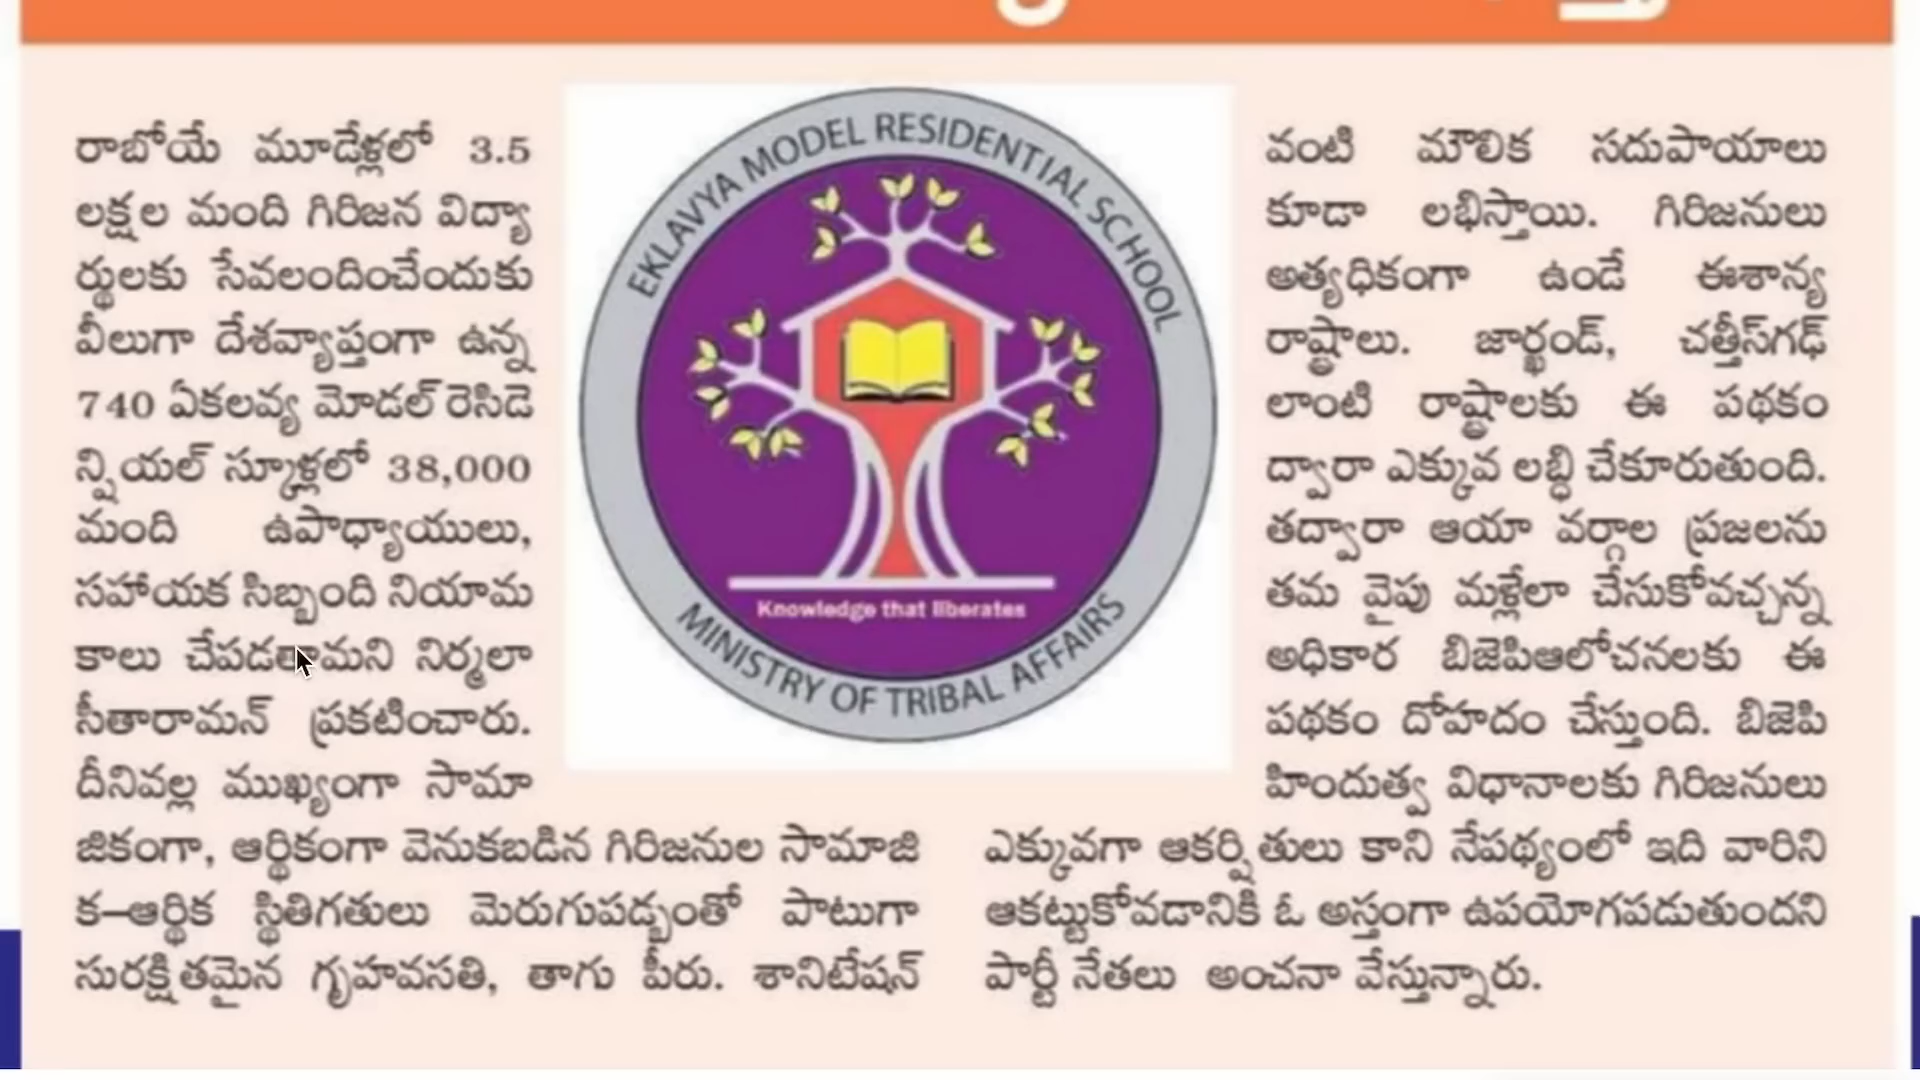 రాబోయే మూడేళ్లలో 3.5
లక్షల మంది గిరిజన విద్యా
ర్థులకు సేవలందించేందుకు
వీలుగా దేశవ్యాప్తంగా ఉన్న
740 ఏకలవ్య మోడల్ రెసిడె
న్షియల్ స్కూళ్లలో 38,000
మంది ఉపాధ్యాయులు,
సహాయక సిబ్బంది నియామ
కాలు చేపడతామని నిర్మలా
సీతారామన్ ప్రకటించారు.
దీనివల్ల ముఖ్యంగా సామా
జికంగా, ఆర్థికంగా వెనుకబడిన గిరిజనుల సామాజి
క–ఆర్థిక స్థితిగతులు మెరుగుపడ్బంతో పాటుగా
సురక్షితమైన గృహవసతి, తాగు పీరు. శానిటేషన్
EKLAVYA MODEL RESIDENTIAL SCHOOL
Knowledge that liberates
MINISTRY OF TRIBAL AFFAIRS
వంటి మౌలిక సదుపాయాలు
కూడా లభిస్తాయి. గిరిజనులు
అత్యధికంగా ఉండే ఈశాన్య
రాష్ట్రాలు. జార్ఖండ్, చత్తీస్‌గఢ్
లాంటి రాష్ట్రాలకు ఈ పథకం
ద్వారా ఎక్కువ లబ్ధి చేకూరుతుంది.
తద్వారా ఆయా వర్గాల ప్రజలను
తమ వైపు మళ్లేలా చేసుకోవచ్చన్న
అధికార బిజెపిఆలోచనలకు ఈ
పథకం దోహదం చేస్తుంది. బిజెపి
హిందుత్వ విధానాలకు గిరిజనులు
ఎక్కువగా ఆకర్షితులు కాని నేపథ్యంలో ఇది వారిని
ఆకట్టుకోవడానికి ఓ అస్తంగా ఉపయోగపడుతుందని
పార్టీ నేతలు అంచనా వేస్తున్నారు.